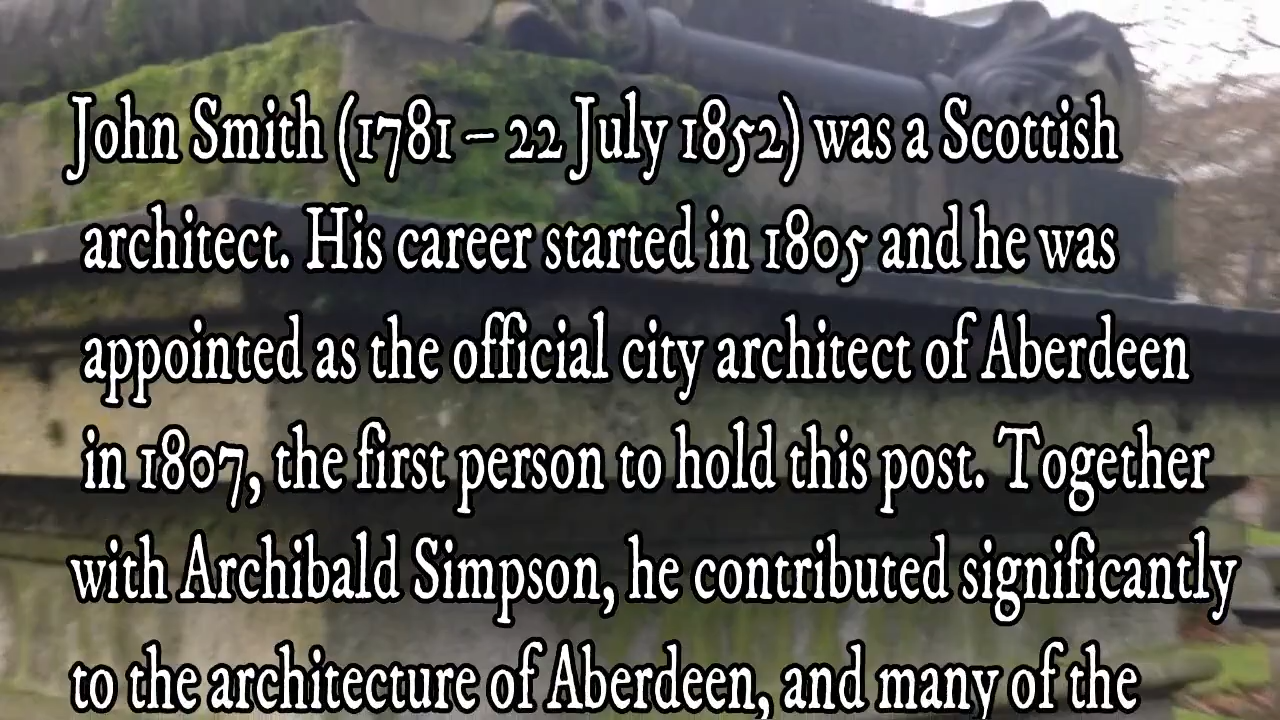 John Smith (1781 – 22 July 1852) was a Scottish
architect. His career started in 1805 and he was
appointed as the official city architect of Aberdeen
in 1807, the first person to hold this post. Together
with Archibald Simpson, he contributed significantly
to the architecture of Aberdeen, and many of the